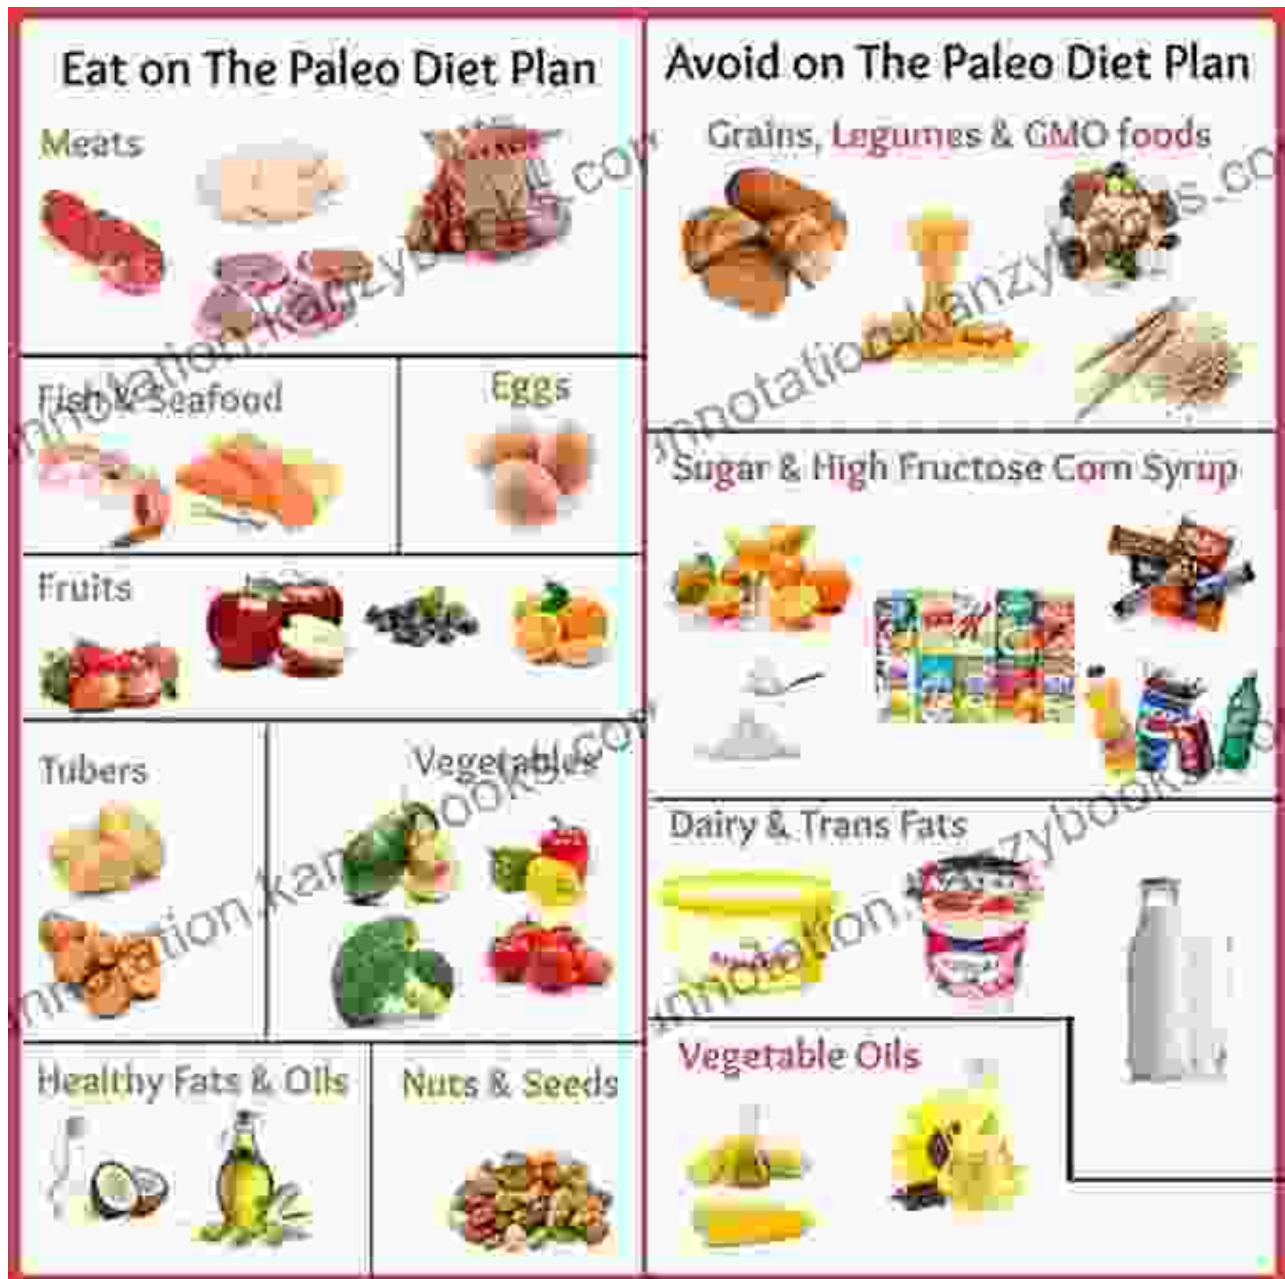 Eat on The Paleo Diet Plan
Meats
Fish & Seafood
Eggs
Fruits
Tubers
Vegetables
Healthy Fats & Oils
Nuts & Seeds
Avoid on The Paleo Diet Plan
Grains, Legumes & GMO foods
Sugar & High Fructose Corn Syrup
Dairy & Trans Fats
Vegetable Oils